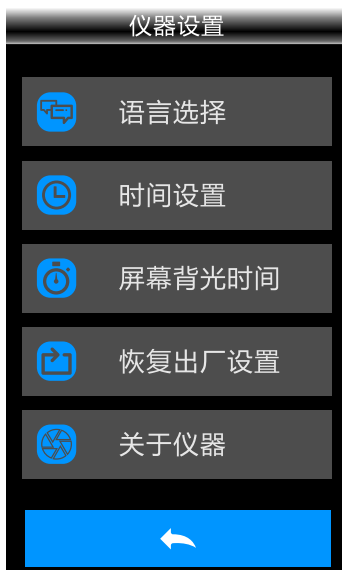 仪器设置
语言选择
时间设置
屏幕背光时间
恢复出厂设置
关于仪器